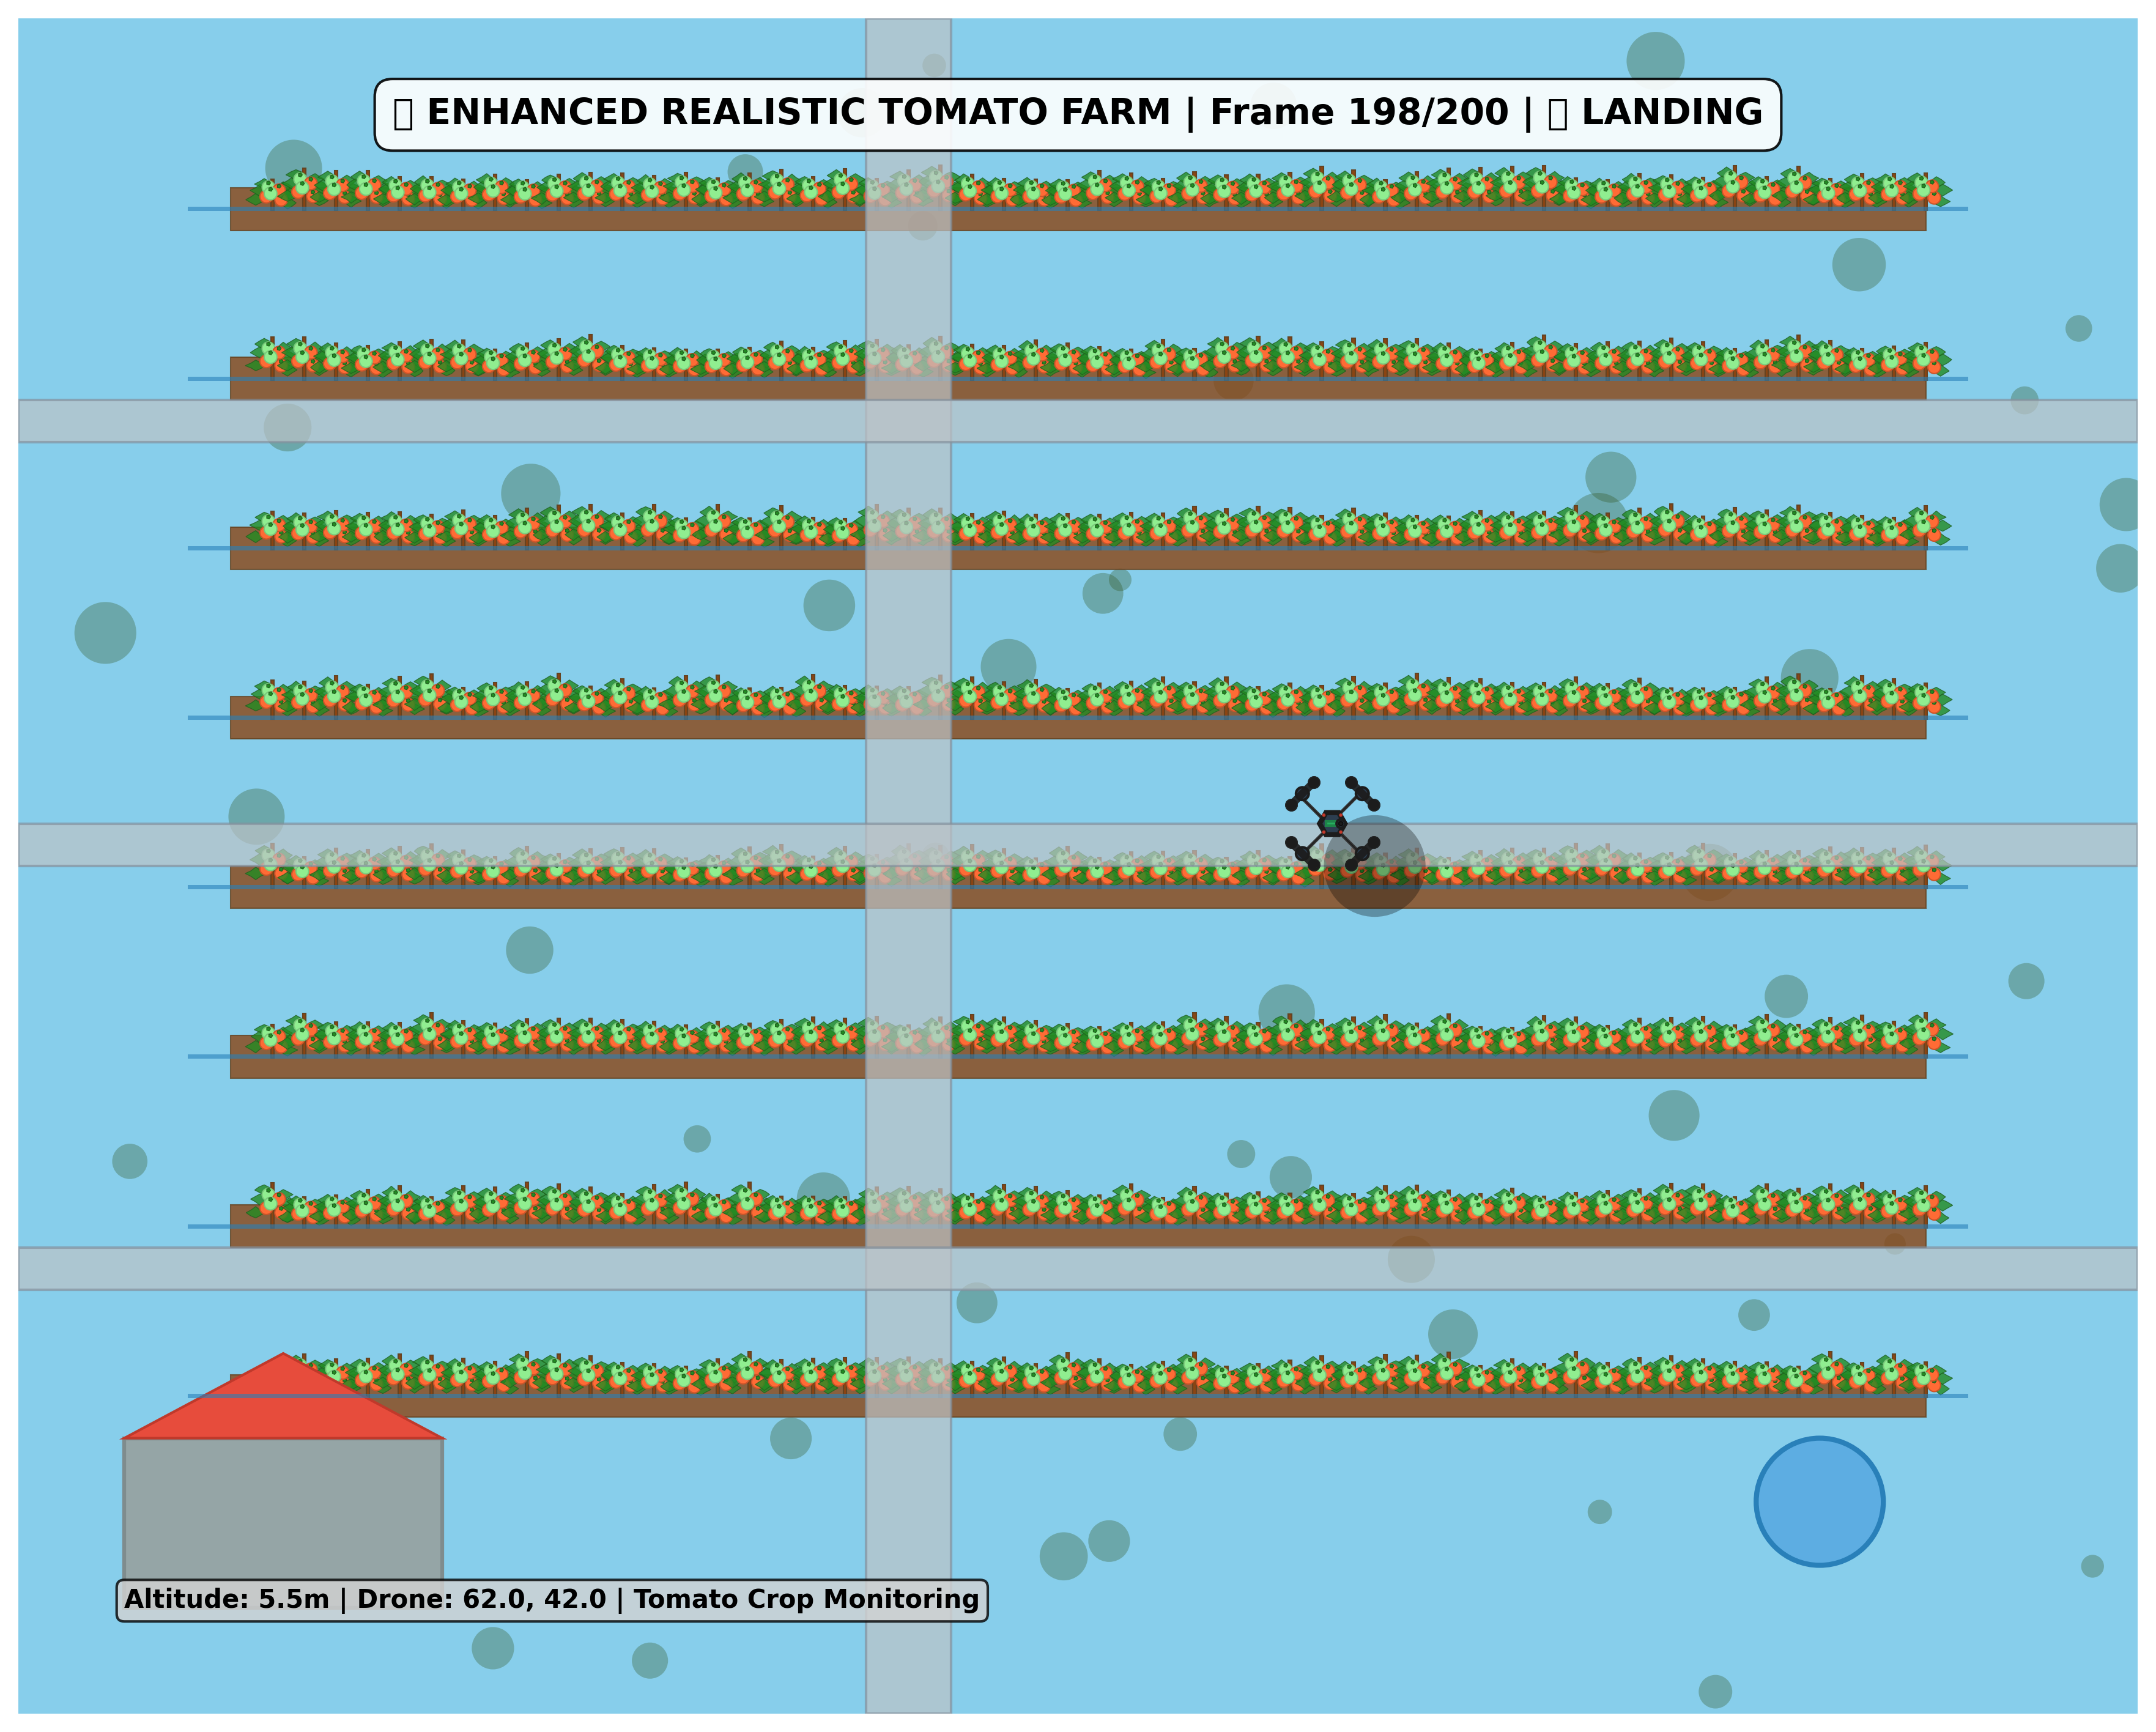 ▯ ENHANCED REALISTIC TOMATO FARM | Frame 198/200 | ▯ LANDING
Altitude: 5.5m | Drone: 62.0, 42.0 | Tomato Crop Monitoring